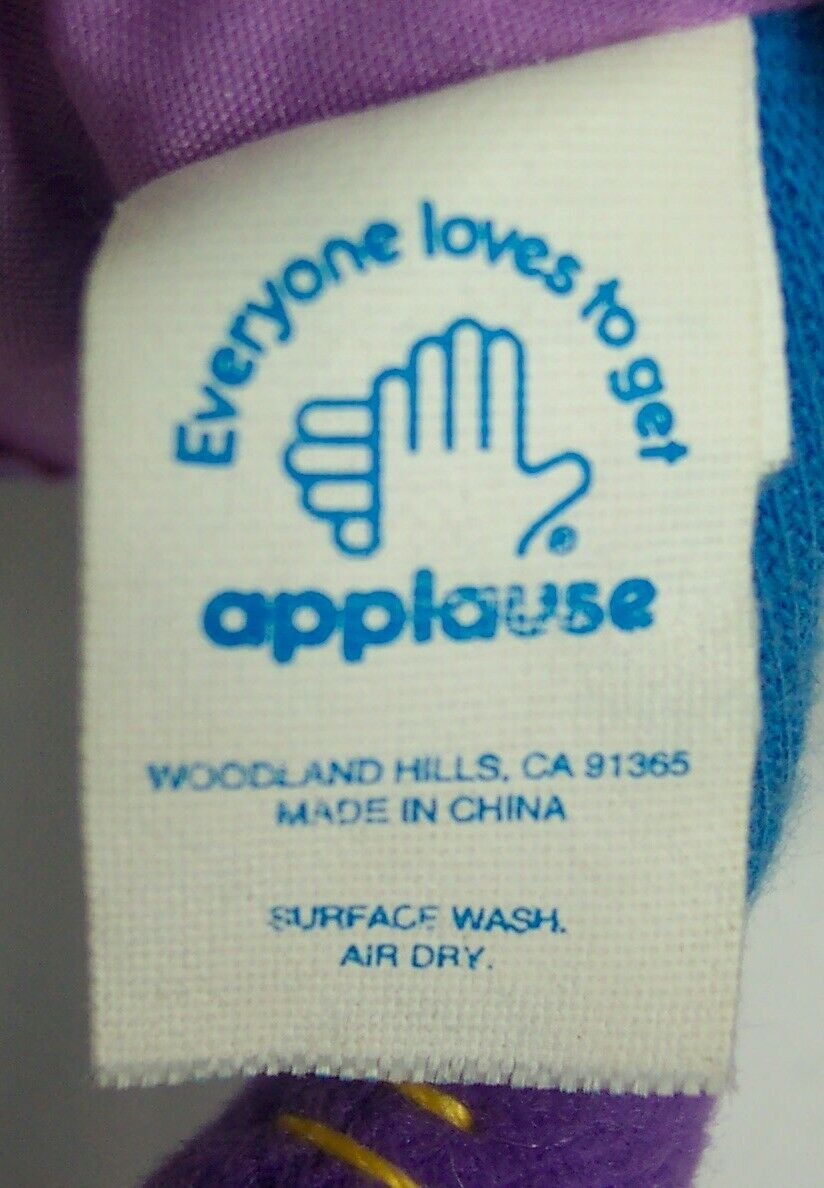 Everyone loves to get
®
applause
WOODLAND HILLS, CA 91365
MADE IN CHINA
SURFACE WASH.
AIR DRY.